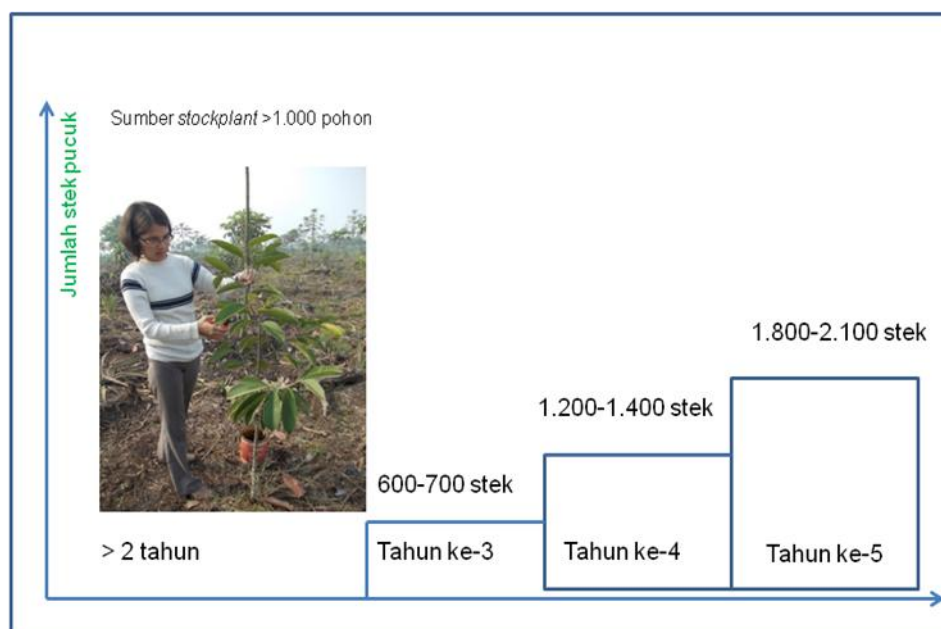 Jumlah stek pucuk
Sumber stockplant >1.000 pohon
1.800-2.100 stek
1.200-1.400 stek
600-700 stek
> 2 tahun
Tahun ke-3
Tahun ke-4
Tahun ke-5